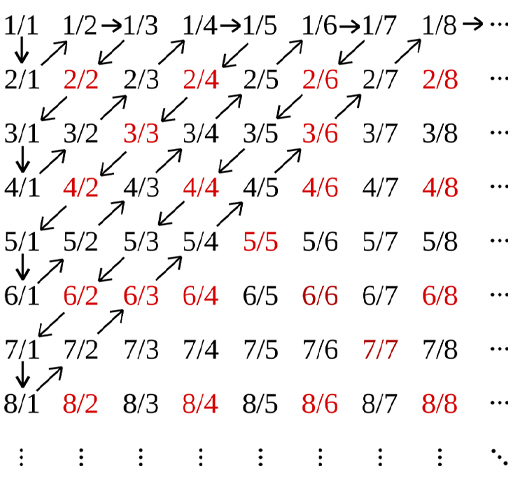 1/1 1/2 1/3 1/4 1/5 1/6 1/7 1/8 ⋯
2/1 2/2 2/3 2/4 2/5 2/6 2/7 2/8 ⋯
3/1 3/2 3/3 3/4 3/5 3/6 3/7 3/8 ⋯
4/1 4/2 4/3 4/4 4/5 4/6 4/7 4/8 ⋯
5/1 5/2 5/3 5/4 5/5 5/6 5/7 5/8 ⋯
6/1 6/2 6/3 6/4 6/5 6/6 6/7 6/8 ⋯
7/1 7/2 7/3 7/4 7/5 7/6 7/7 7/8 ⋯
8/1 8/2 8/3 8/4 8/5 8/6 8/7 8/8 ⋯
⋮ ⋮ ⋮ ⋮ ⋮ ⋮ ⋮ ⋮ ⋱